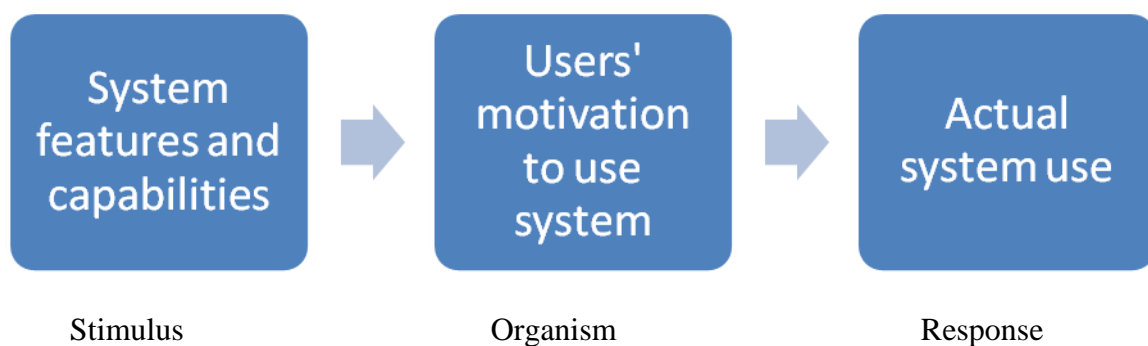 System
features and
capabilities
Users'
motivation
to use
system
Actual
system use
Stimulus
Organism
Response